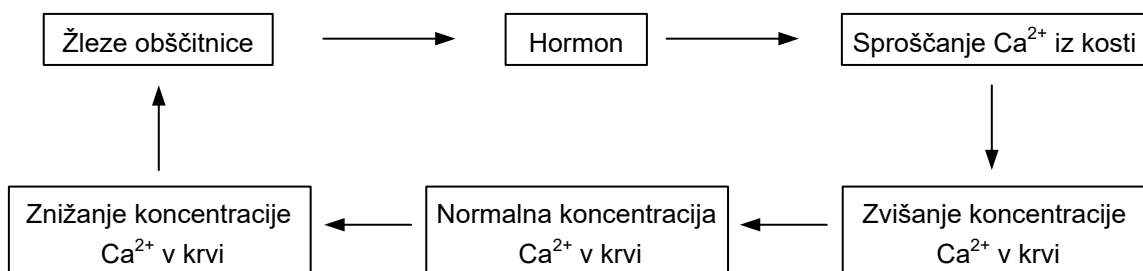 Žleze obščitnice
Hormon
Sproščanje Ca²⁺ iz kosti
Znižanje koncentracije
Ca²⁺ v krvi
Normalna koncentracija
Ca²⁺ v krvi
Zvišanje koncentracije
Ca²⁺ v krvi